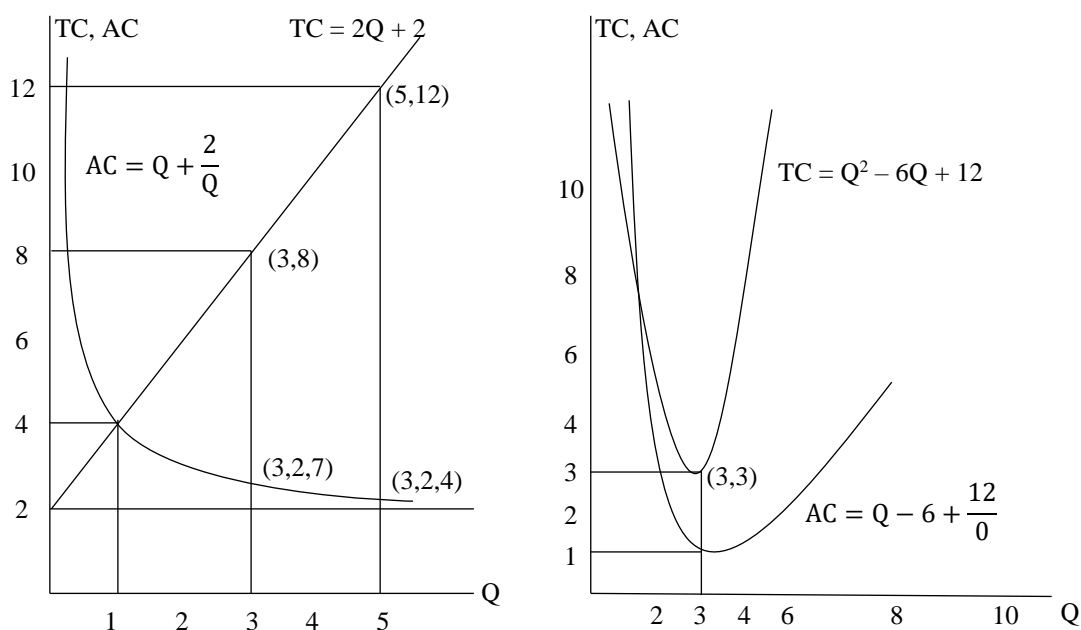 TC, AC
TC = 2Q + 2
12
(5,12)
AC = Q + 2/Q
10
8
(3,8)
6
4
(3,2,7)
(3,2,4)
2
Q
1 2 3 4 5
TC, AC
TC = Q² – 6Q + 12
10
8
6
4
3
(3,3)
2
AC = Q − 6 + 12/0
1
2 3 4 6 8 10
Q